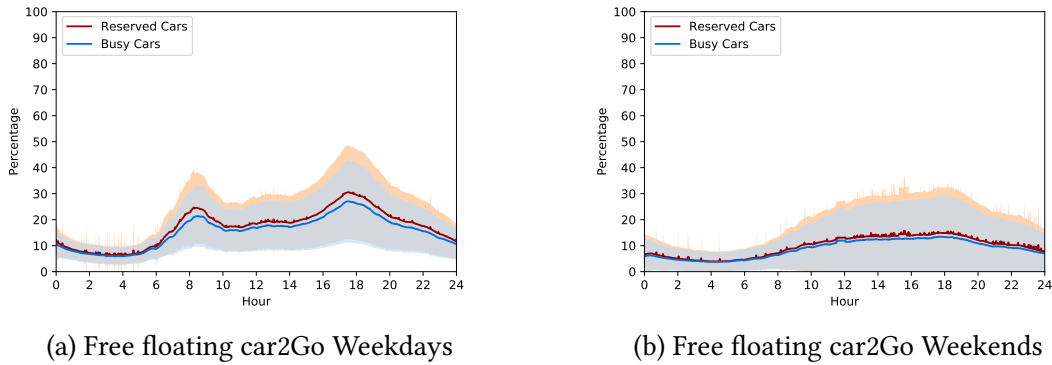 100
90
80
70
60
50
40
30
20
10
0
Percentage
Reserved Cars
Busy Cars
0 2 4 6 8 10 12 14 16 18 20 22 24
Hour
(a) Free floating car2Go Weekdays
100
90
80
70
60
50
40
30
20
10
0
Percentage
Reserved Cars
Busy Cars
0 2 4 6 8 10 12 14 16 18 20 22 24
Hour
(b) Free floating car2Go Weekends